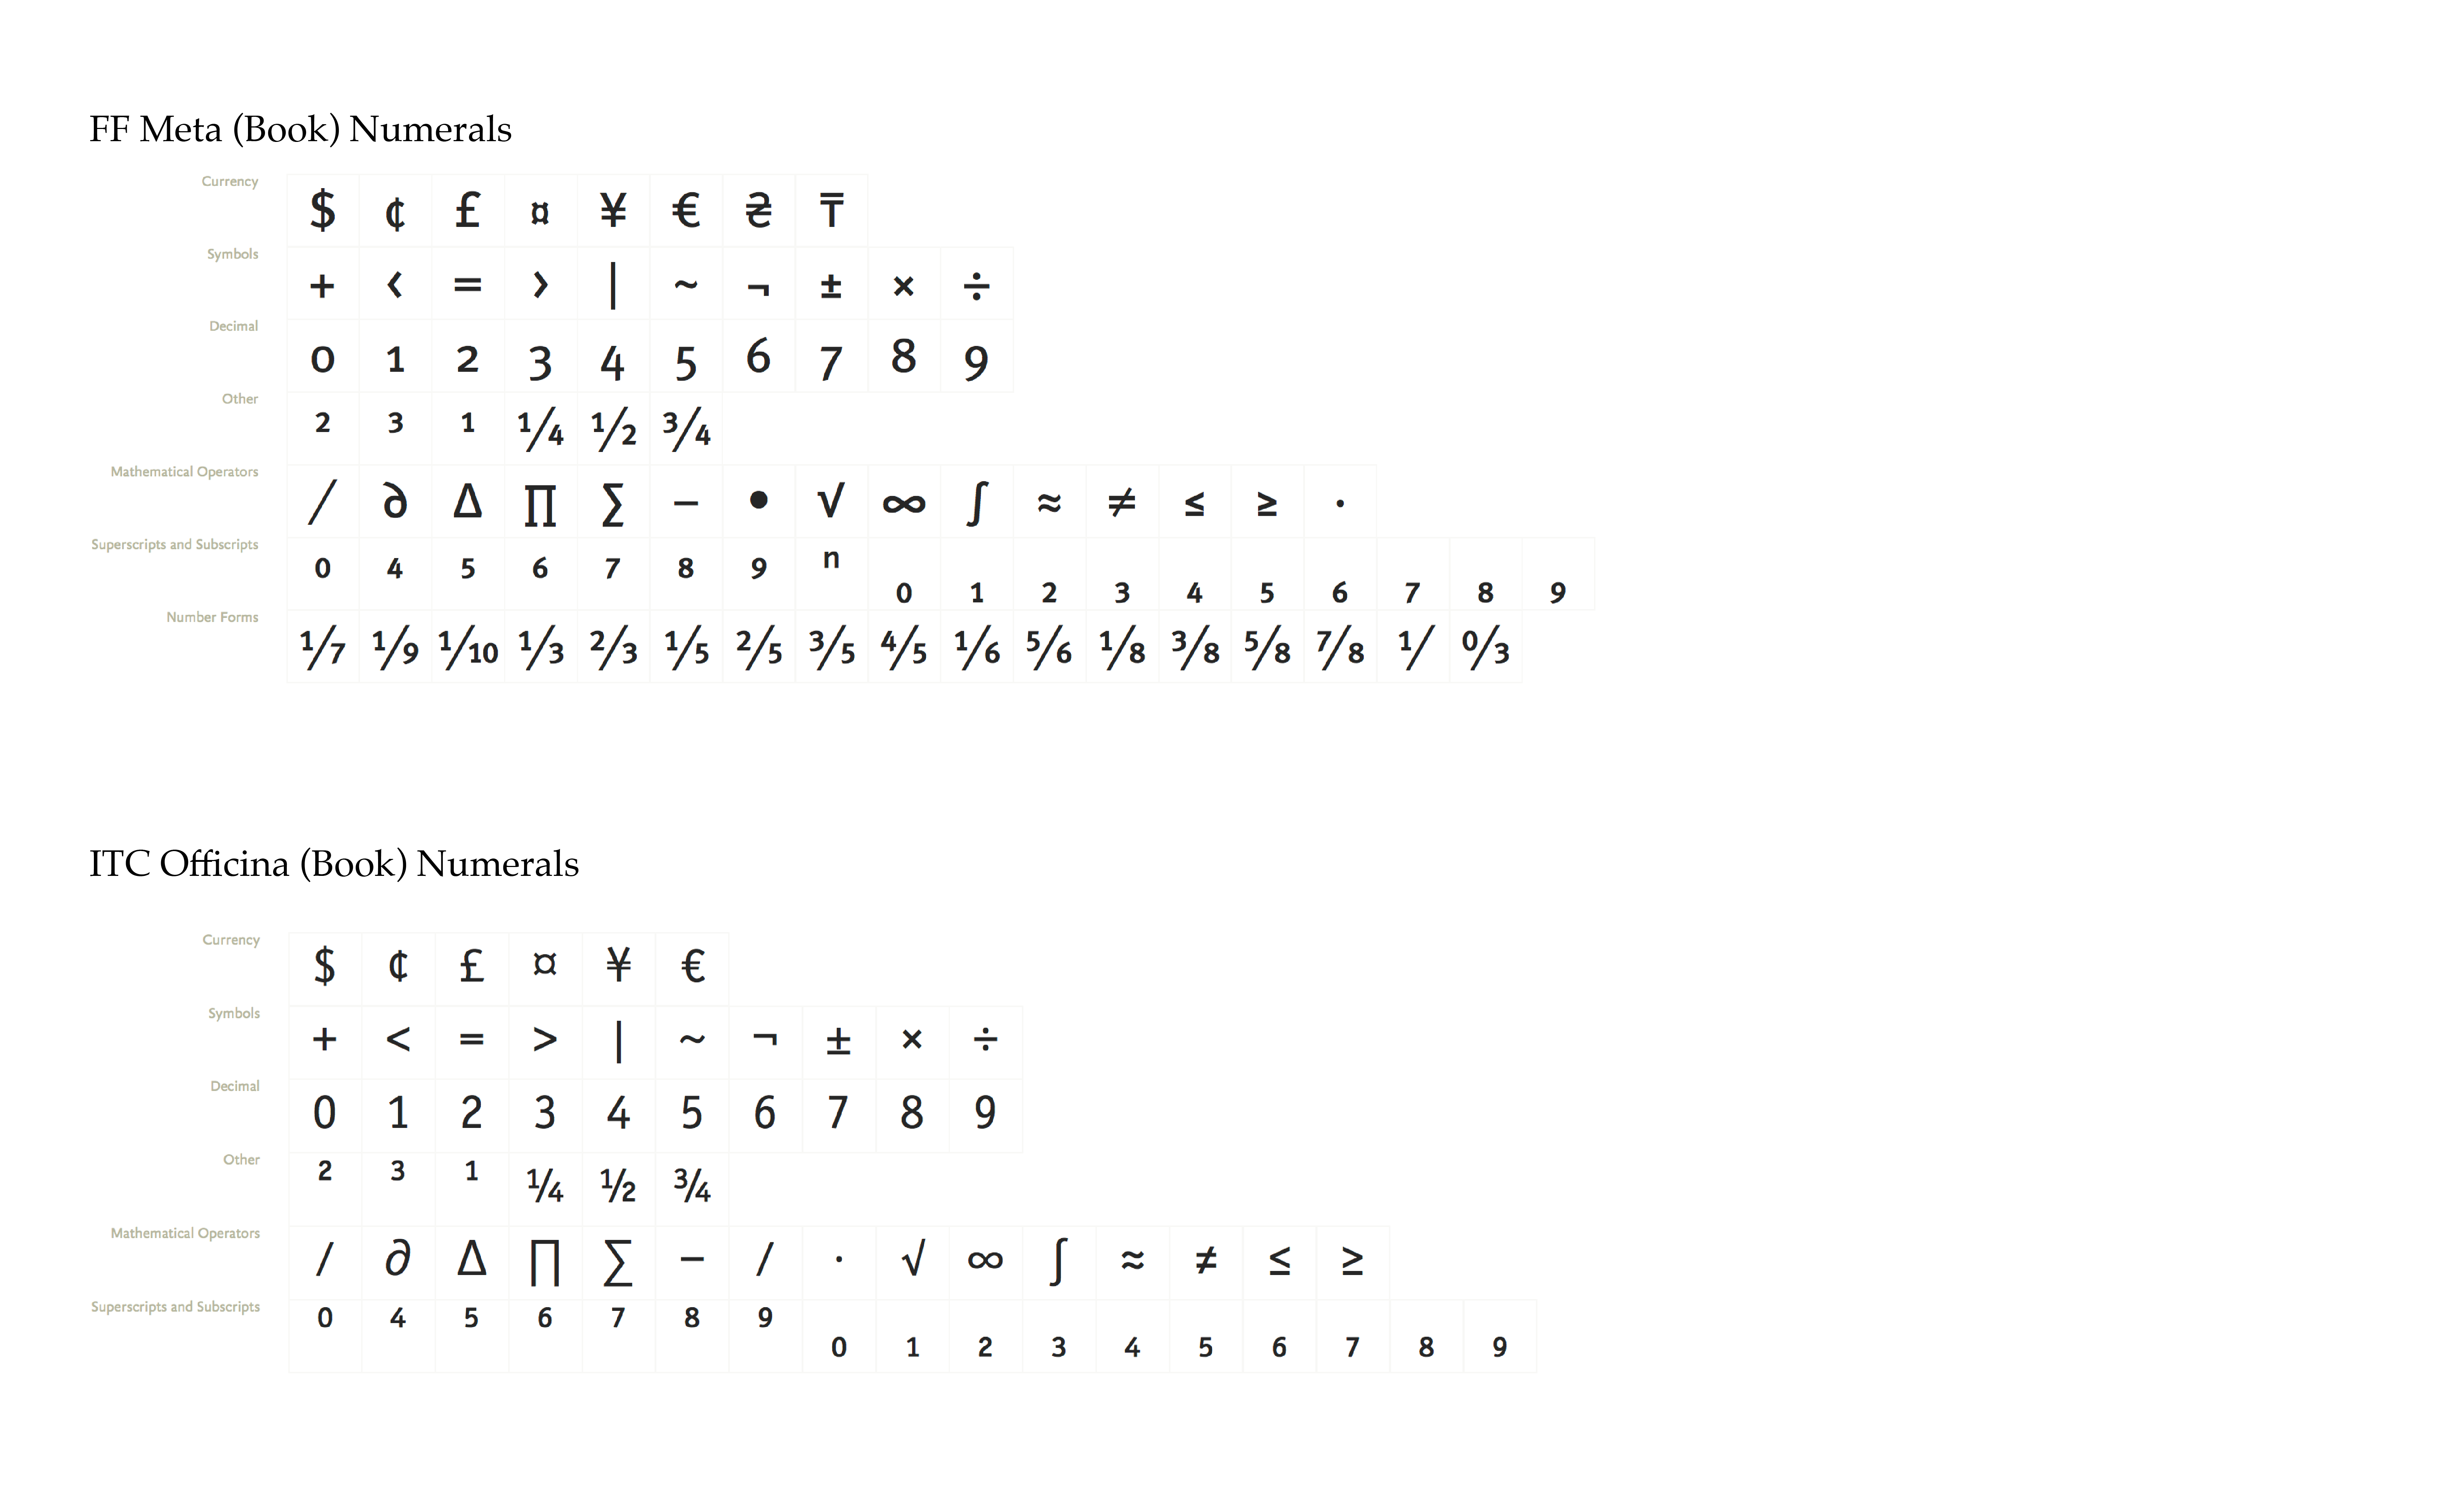 FF Meta (Book) Numerals
Currency $ ¢ £ ¤ ¥ € ₴ ₸
Symbols + < = > | ~ ¬ ± × ÷
Decimal 0 1 2 3 4 5 6 7 8 9
Other ² ³ ¹ ¼ ½ ¾
Mathematical Operators ∕ ∂ ∆ ∏ ∑ − ∙ √ ∞ ∫ ≈ ≠ ≤ ≥ ·
Superscripts and Subscripts ⁰ ⁴ ⁵ ⁶ ⁷ ⁸ ⁹ ⁿ ₀ ₁ ₂ ₃ ₄ ₅ ₆ ₇ ₈ ₉
Number Forms ⅐ ⅑ ⅒ ⅓ ⅔ ⅕ ⅖ ⅗ ⅘ ⅙ ⅚ ⅛ ⅜ ⅝ ⅞ ⅟ ↉
ITC Officina (Book) Numerals
Currency $ ¢ £ ¤ ¥ €
Symbols + < = > | ~ ¬ ± × ÷
Decimal 0 1 2 3 4 5 6 7 8 9
Other ² ³ ¹ ¼ ½ ¾
Mathematical Operators ∕ ∂ ∆ ∏ ∑ − ∕ ∙ √ ∞ ∫ ≈ ≠ ≤ ≥
Superscripts and Subscripts ⁰ ⁴ ⁵ ⁶ ⁷ ⁸ ⁹ ₀ ₁ ₂ ₃ ₄ ₅ ₆ ₇ ₈ ₉